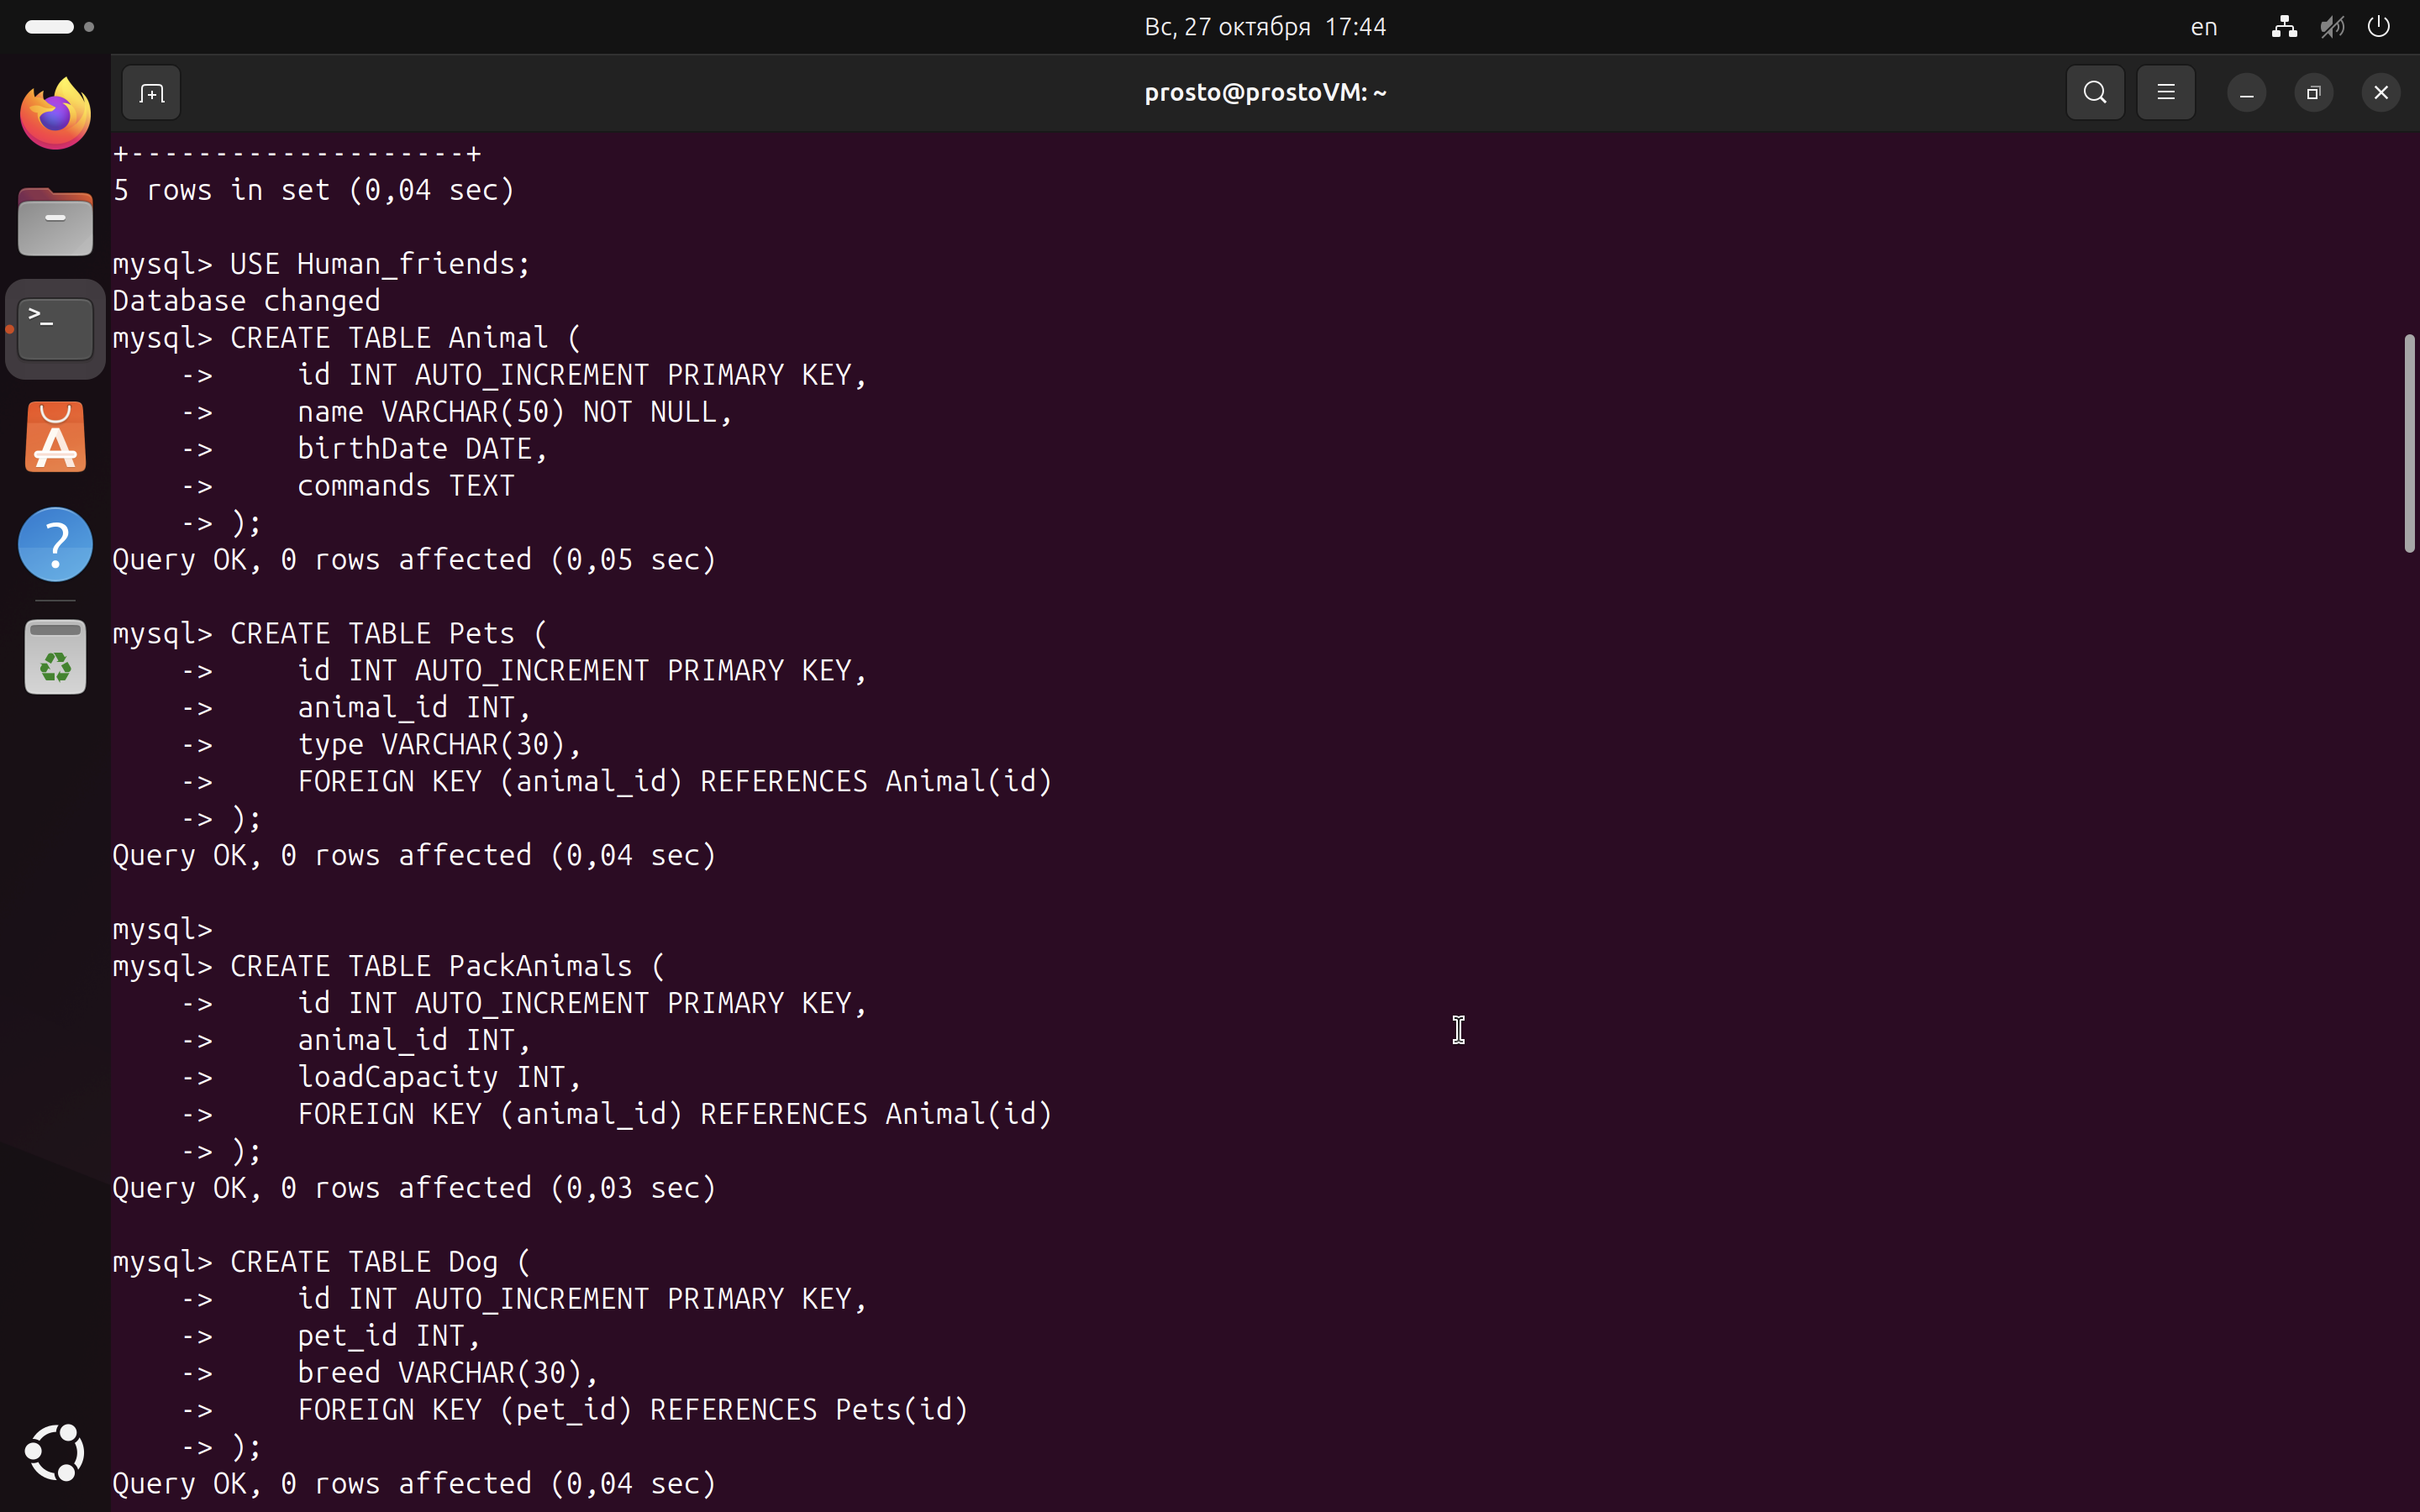 Вс, 27 октября 17:44
en
prosto@prostoVM: ~
+--------------------+
5 rows in set (0,04 sec)
mysql> USE Human_friends;
Database changed
mysql> CREATE TABLE Animal (
    ->     id INT AUTO_INCREMENT PRIMARY KEY,
    ->     name VARCHAR(50) NOT NULL,
    ->     birthDate DATE,
    ->     commands TEXT
    -> );
Query OK, 0 rows affected (0,05 sec)
mysql> CREATE TABLE Pets (
    ->     id INT AUTO_INCREMENT PRIMARY KEY,
    ->     animal_id INT,
    ->     type VARCHAR(30),
    ->     FOREIGN KEY (animal_id) REFERENCES Animal(id)
    -> );
Query OK, 0 rows affected (0,04 sec)
mysql>
mysql> CREATE TABLE PackAnimals (
    ->     id INT AUTO_INCREMENT PRIMARY KEY,
    ->     animal_id INT,
    ->     loadCapacity INT,
    ->     FOREIGN KEY (animal_id) REFERENCES Animal(id)
    -> );
Query OK, 0 rows affected (0,03 sec)
mysql> CREATE TABLE Dog (
    ->     id INT AUTO_INCREMENT PRIMARY KEY,
    ->     pet_id INT,
    ->     breed VARCHAR(30),
    ->     FOREIGN KEY (pet_id) REFERENCES Pets(id)
    -> );
Query OK, 0 rows affected (0,04 sec)